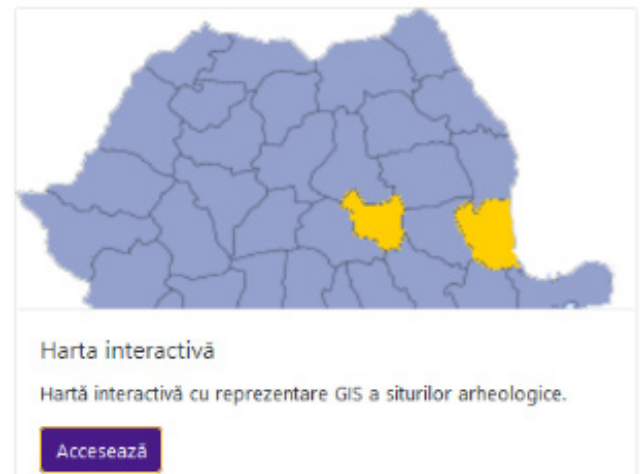 Harta interactivă
Hartă interactivă cu reprezentare GIS a siturilor arheologice.
Accesează